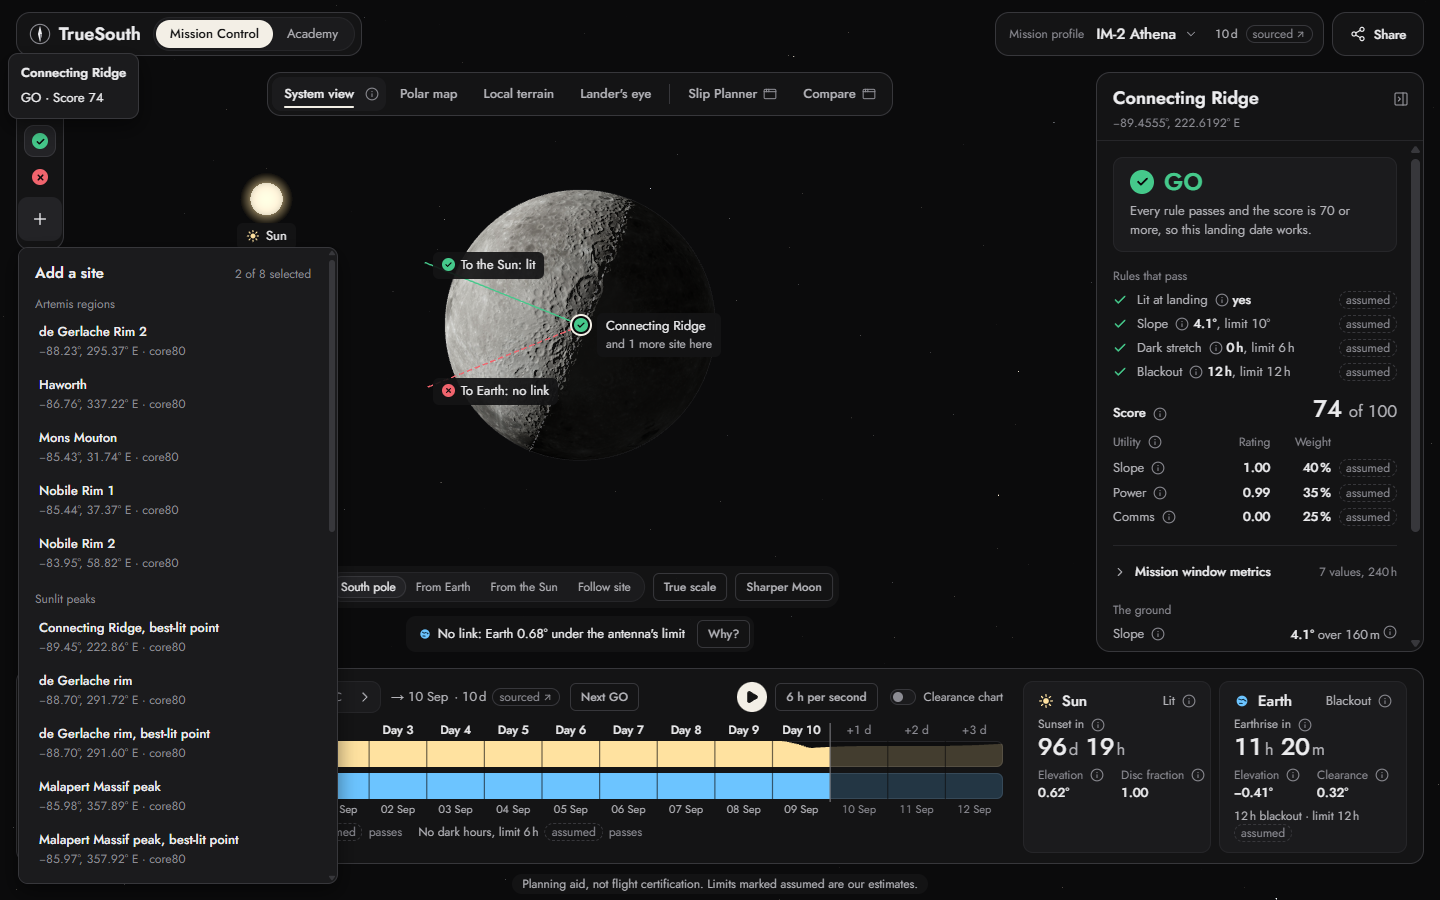 TrueSouth
Mission Control
Academy
Mission profile IM-2 Athena 10 d sourced ↗
Share
Connecting Ridge
GO · Score 74
System view
Polar map
Local terrain
Lander's eye
Slip Planner
Compare
Sun
To the Sun: lit
Connecting Ridge
and 1 more site here
To Earth: no link
Add a site
2 of 8 selected
Artemis regions
de Gerlache Rim 2
−88.23°, 295.37° E · core80
Haworth
−86.76°, 337.22° E · core80
Mons Mouton
−85.43°, 31.74° E · core80
Nobile Rim 1
−85.44°, 37.37° E · core80
Nobile Rim 2
−83.95°, 58.82° E · core80
Sunlit peaks
Connecting Ridge, best-lit point
−89.45°, 222.86° E · core80
de Gerlache rim
−88.70°, 291.72° E · core80
de Gerlache rim, best-lit point
−88.70°, 291.60° E · core80
Malapert Massif peak
−85.98°, 357.89° E · core80
Malapert Massif peak, best-lit point
−85.97°, 357.92° E · core80
South pole
From Earth
From the Sun
Follow site
True scale
Sharper Moon
No link: Earth 0.68° under the antenna's limit
Why?
Connecting Ridge
−89.4555°, 222.6192° E
GO
Every rule passes and the score is 70 or
more, so this landing date works.
Rules that pass
Lit at landing yes assumed
Slope 4.1°, limit 10° assumed
Dark stretch 0 h, limit 6 h assumed
Blackout 12 h, limit 12 h assumed
Score 74 of 100
Utility Rating Weight
Slope 1.00 40 % assumed
Power 0.99 35 % assumed
Comms 0.00 25 % assumed
Mission window metrics 7 values, 240 h
The ground
Slope 4.1° over 160 m
→ 10 Sep · 10 d sourced ↗
Next GO
6 h per second
Clearance chart
Day 3 Day 4 Day 5 Day 6 Day 7 Day 8 Day 9 Day 10 +1 d +2 d +3 d
Sep 02 Sep 03 Sep 04 Sep 05 Sep 06 Sep 07 Sep 08 Sep 09 Sep 10 Sep 11 Sep 12 Sep
passes No dark hours, limit 6 h assumed passes
Sun Lit
Sunset in
96 d 19 h
Elevation Disc fraction
0.62° 1.00
Earth Blackout
Earthrise in
11 h 20 m
Elevation Clearance
−0.41° 0.32°
12 h blackout · limit 12 h
assumed
Planning aid, not flight certification. Limits marked assumed are our estimates.